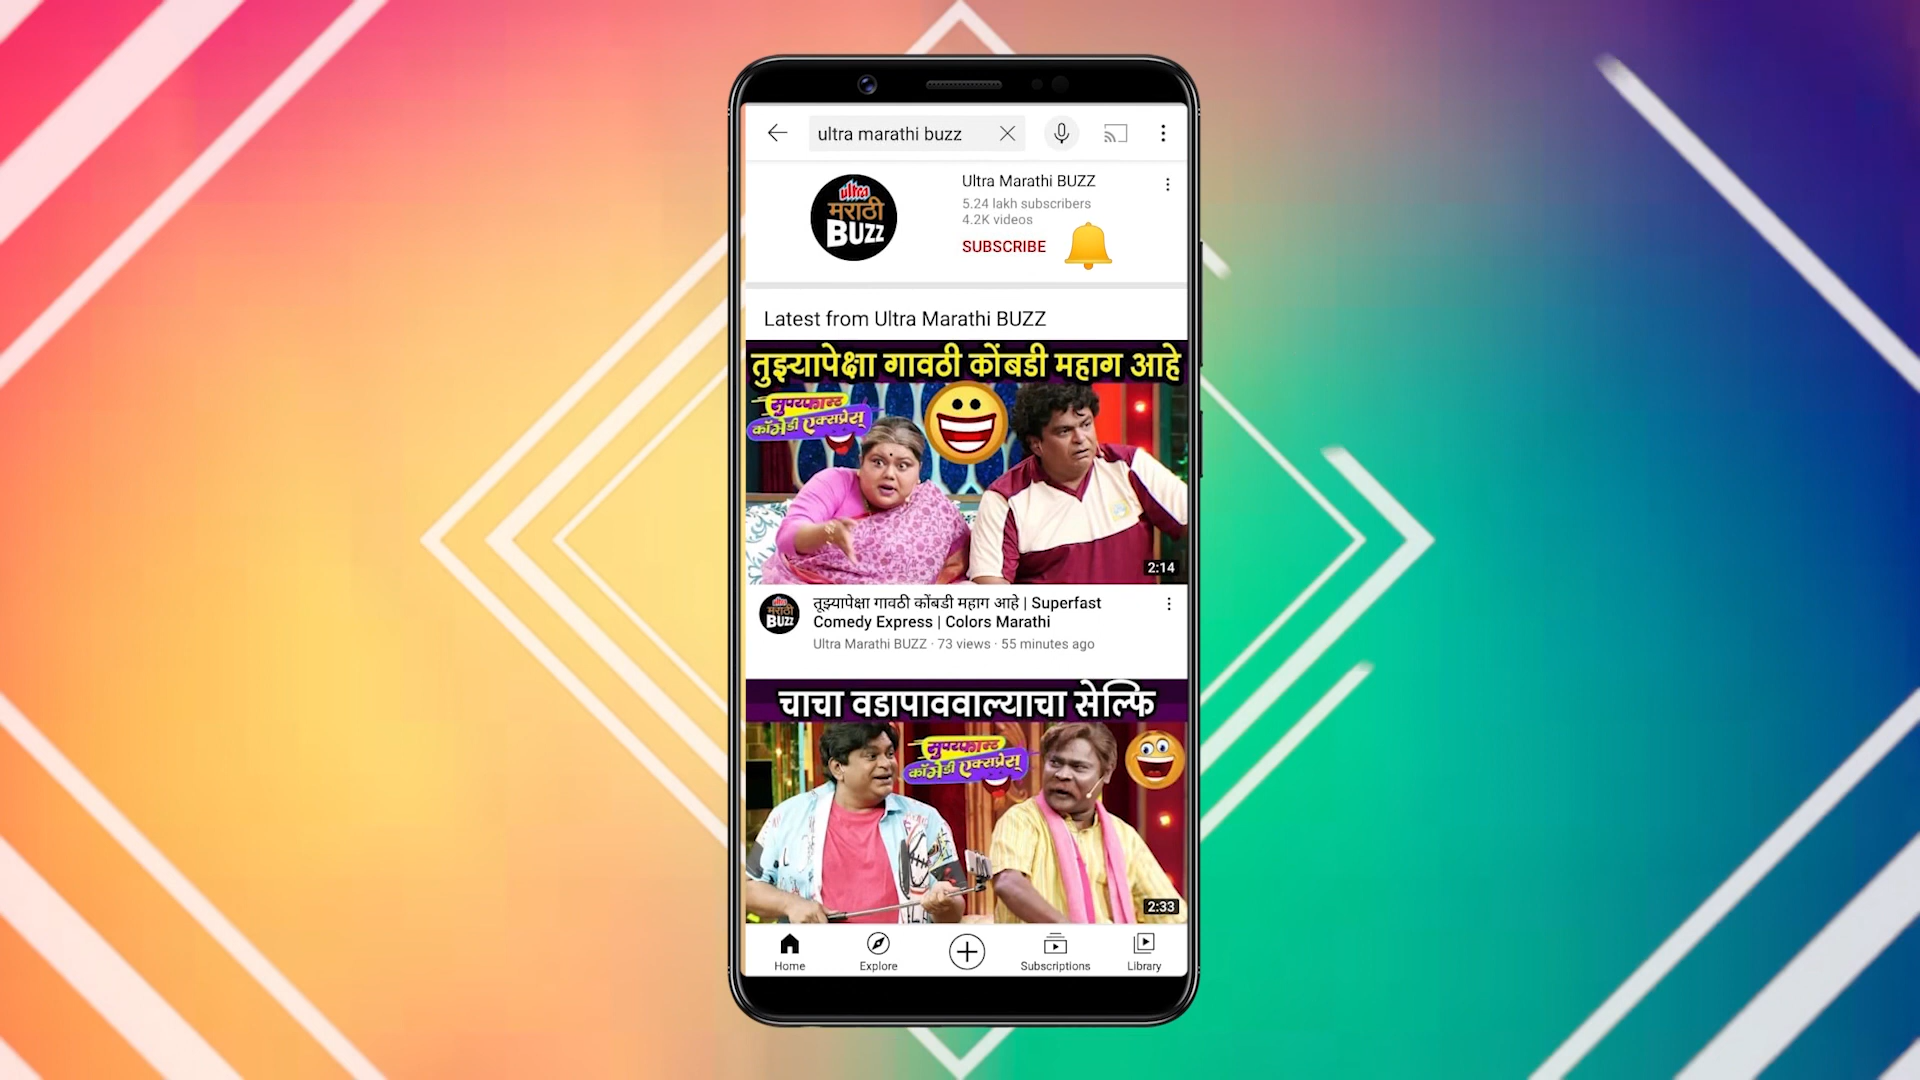 ultra marathi buzz
ultra
मराठी
BUZZ
Ultra Marathi BUZZ
5.24 lakh subscribers
4.2K videos
SUBSCRIBE
Latest from Ultra Marathi BUZZ
तुझ्यापेक्षा गावठी कोंबडी महाग आहे
सुपरफास्ट
कॉमेडी एक्सप्रेस्
2:14
ultra
मराठी
BUZZ
तूझ्यापेक्षा गावठी कोंबडी महाग आहे | Superfast
Comedy Express | Colors Marathi
Ultra Marathi BUZZ · 73 views · 55 minutes ago
चाचा वडापाववाल्याचा सेल्फि
सुपरफास्ट
कॉमेडी एक्सप्रेस्
2:33
Home
Explore
Subscriptions
Library